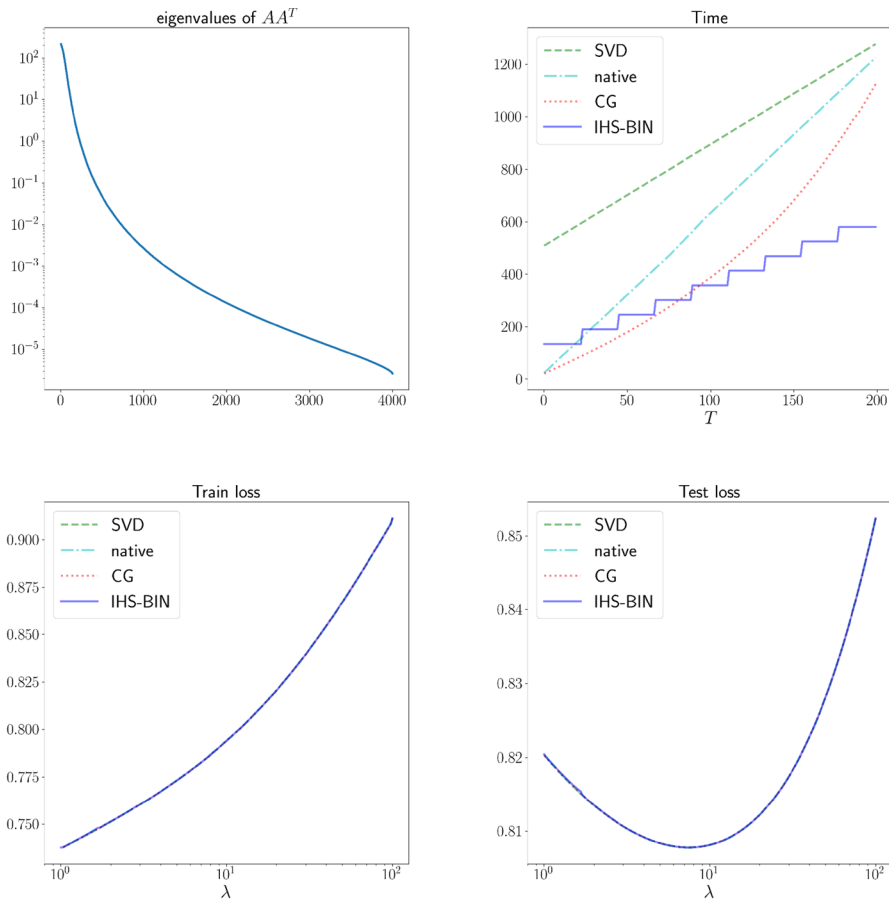 eigenvalues of AA^T
10^2
10^1
10^0
10^{-1}
10^{-2}
10^{-3}
10^{-4}
10^{-5}
0 1000 2000 3000 4000
Time
SVD
native
CG
IHS-BIN
1200
1000
800
600
400
200
0
0 50 100 150 200
T
Train loss
SVD
native
CG
IHS-BIN
0.900
0.875
0.850
0.825
0.800
0.775
0.750
10^0 10^1 10^2
λ
Test loss
SVD
native
CG
IHS-BIN
0.85
0.84
0.83
0.82
0.81
10^0 10^1 10^2
λ